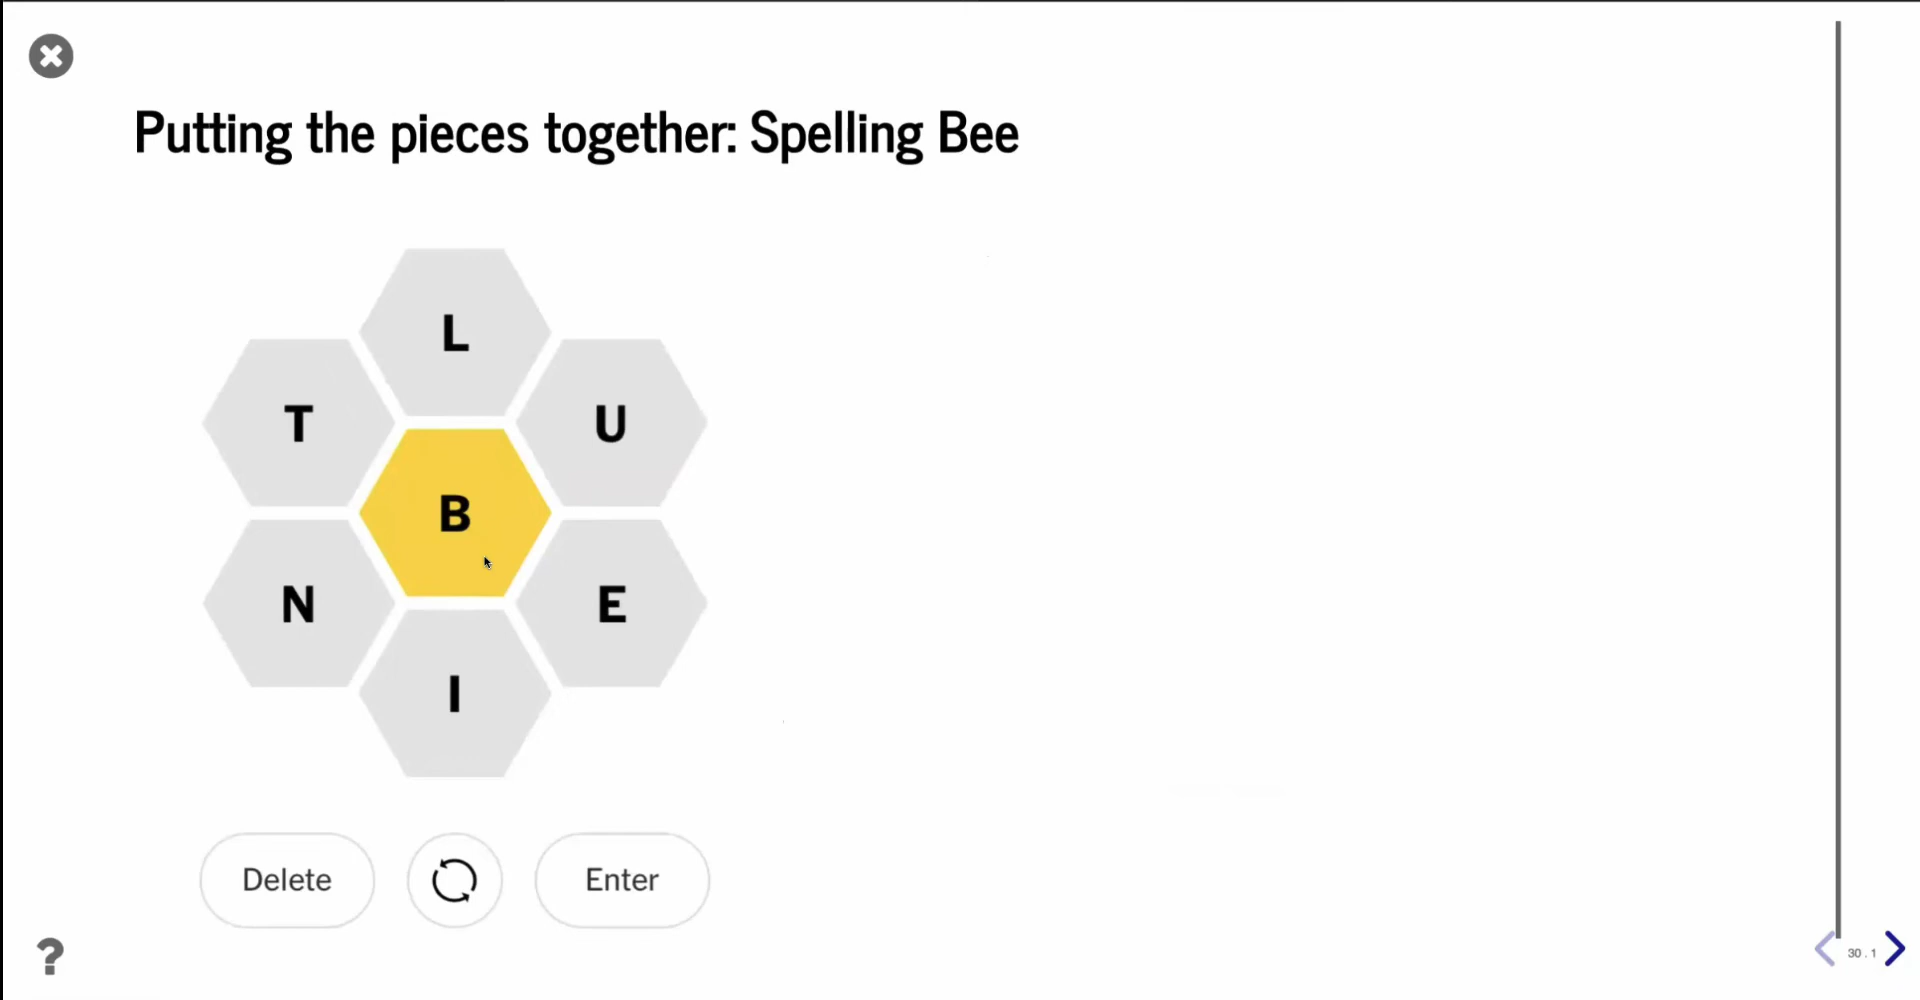 Putting the pieces together: Spelling Bee
L
T
U
B
N
E
I
Delete
Enter
?
30 . 1